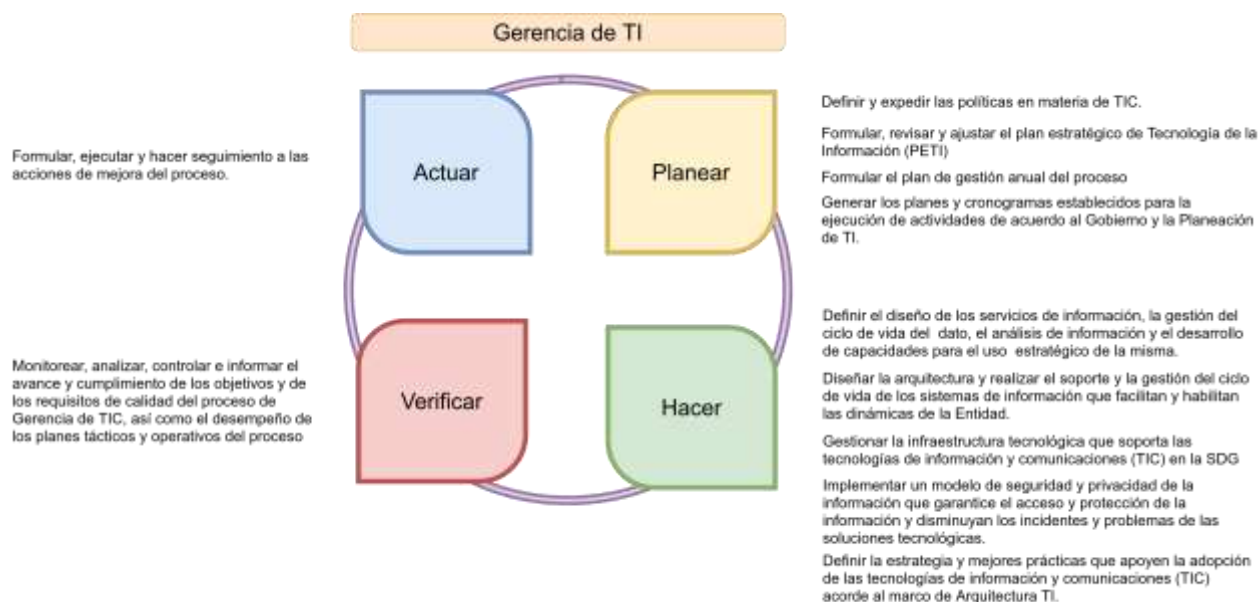 Gerencia de TI
Actuar
Planear
Verificar
Hacer
Formular, ejecutar y hacer seguimiento a las
acciones de mejora del proceso.
Definir y expedir las políticas en materia de TIC.
Formular, revisar y ajustar el plan estratégico de Tecnología de la
Información (PETI)
Formular el plan de gestión anual del proceso
Generar los planes y cronogramas establecidos para la
ejecución de actividades de acuerdo al Gobierno y la Planeación
de TI.
Monitorear, analizar, controlar e informar el
avance y cumplimiento de los objetivos y de
los requisitos de calidad del proceso de
Gerencia de TIC, así como el desempeño de
los planes tácticos y operativos del proceso
Definir el diseño de los servicios de información, la gestión del
ciclo de vida del dato, el análisis de información y el desarrollo
de capacidades para el uso estratégico de la misma.
Diseñar la arquitectura y realizar el soporte y la gestión del ciclo
de vida de los sistemas de información que facilitan y habilitan
las dinámicas de la Entidad.
Gestionar la infraestructura tecnológica que soporta las
tecnologías de información y comunicaciones (TIC) en la SDG
Implementar un modelo de seguridad y privacidad de la
información que garantice el acceso y protección de la
información y disminuyan los incidentes y problemas de las
soluciones tecnológicas.
Definir la estrategia y mejores prácticas que apoyen la adopción
de las tecnologías de información y comunicaciones (TIC)
acorde al marco de Arquitectura TI.